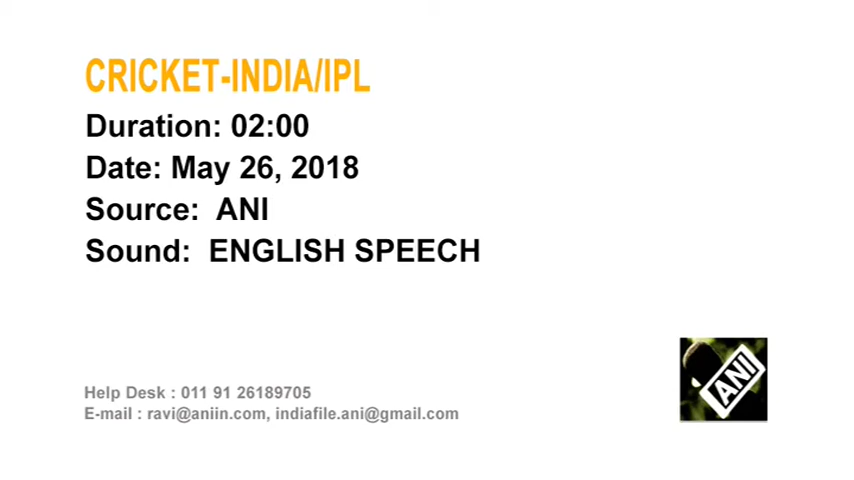 CRICKET-INDIA/IPL
Duration: 02:00
Date: May 26, 2018
Source: ANI
Sound: ENGLISH SPEECH
Help Desk : 011 91 26189705
E-mail : ravi@aniin.com, indiafile.ani@gmail.com
ANI